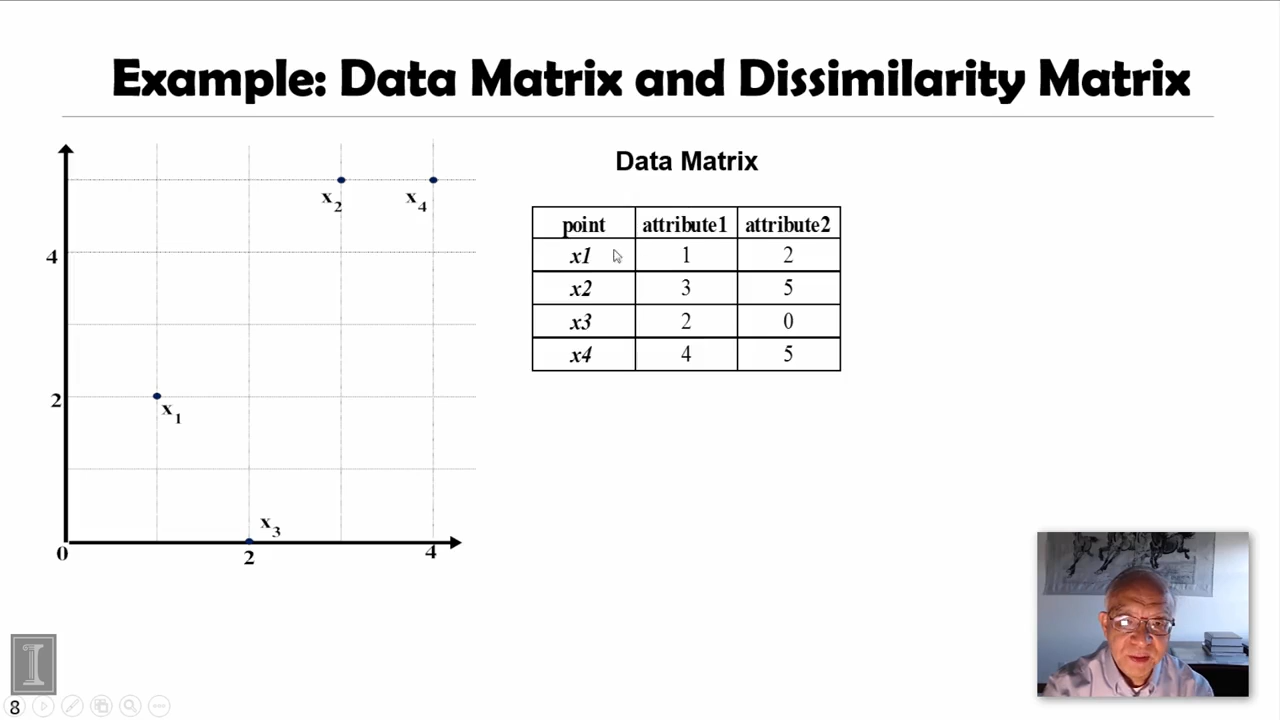 Example: Data Matrix and Dissimilarity Matrix
Data Matrix
point attribute1 attribute2
x1 1 2
x2 3 5
x3 2 0
x4 4 5
x2 x4
4
2
x1
x3
0 2 4
8